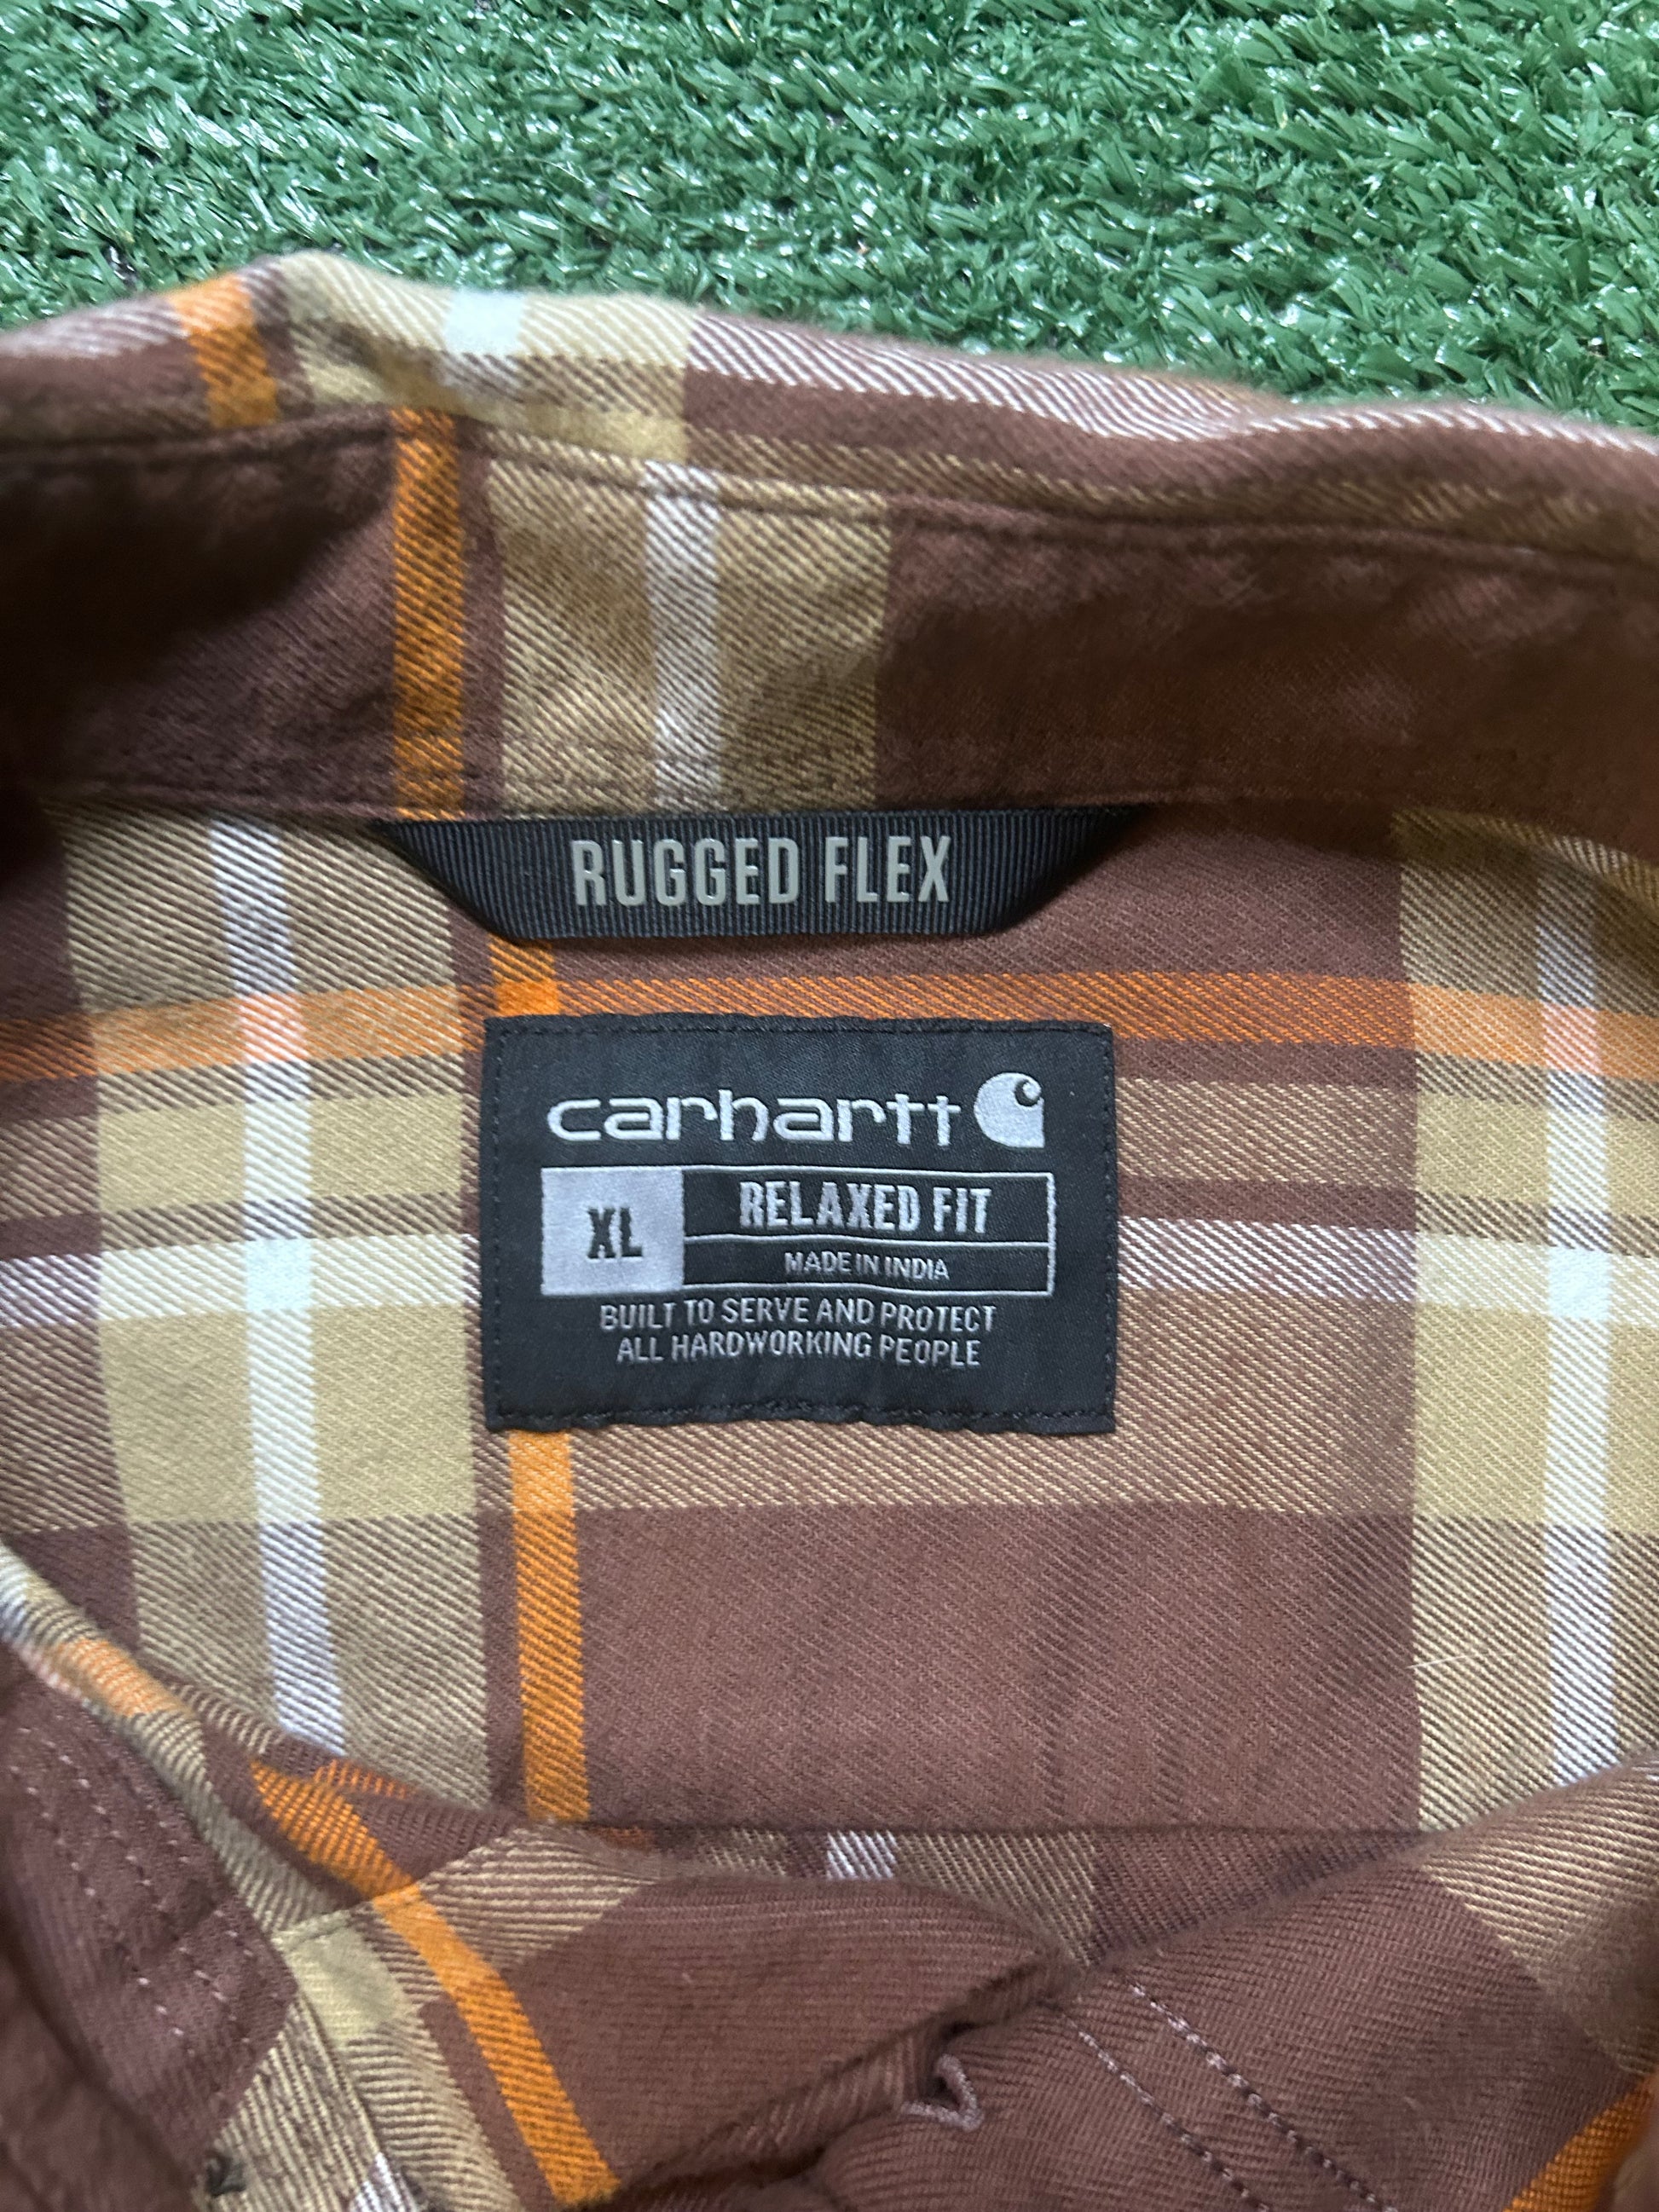 RUGGED FLEX
carhartt
XL RELAXED FIT
MADE IN INDIA
BUILT TO SERVE AND PROTECT
ALL HARDWORKING PEOPLE